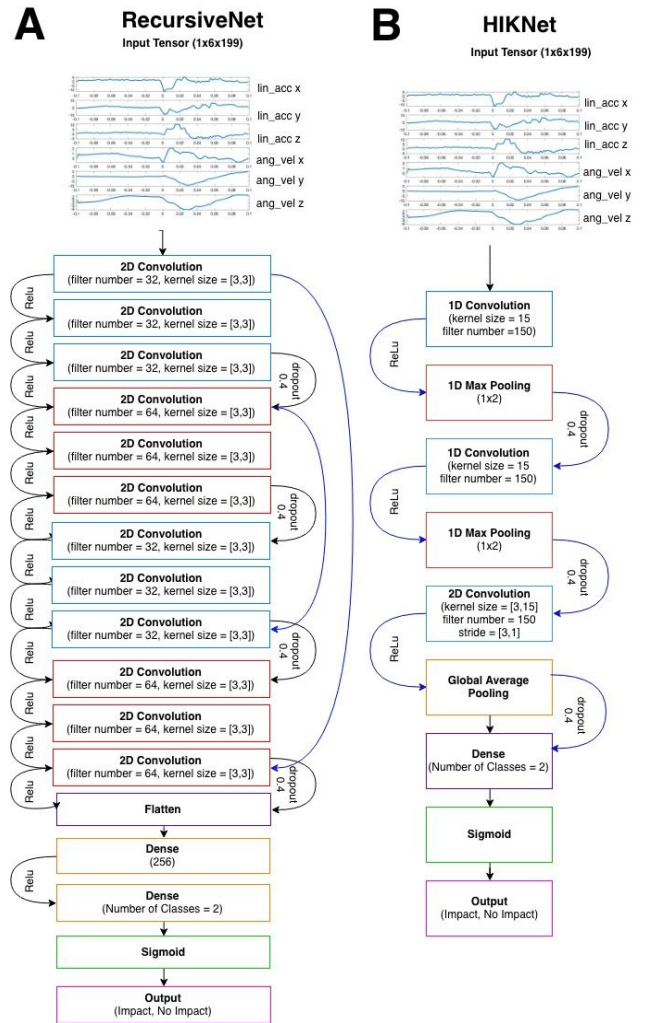 A
RecursiveNet
Input Tensor (1x6x199)
lin_acc x
lin_acc y
lin_acc z
ang_vel x
ang_vel y
ang_vel z
2D Convolution
(filter number = 32, kernel size = [3,3])
Relu
2D Convolution
(filter number = 32, kernel size = [3,3])
Relu
2D Convolution
(filter number = 32, kernel size = [3,3])
Relu
dropout
0.4
2D Convolution
(filter number = 64, kernel size = [3,3])
Relu
2D Convolution
(filter number = 64, kernel size = [3,3])
Relu
2D Convolution
(filter number = 64, kernel size = [3,3])
Relu
dropout
0.4
2D Convolution
(filter number = 32, kernel size = [3,3])
Relu
2D Convolution
(filter number = 32, kernel size = [3,3])
Relu
2D Convolution
(filter number = 32, kernel size = [3,3])
Relu
dropout
0.4
2D Convolution
(filter number = 64, kernel size = [3,3])
Relu
2D Convolution
(filter number = 64, kernel size = [3,3])
Relu
2D Convolution
(filter number = 64, kernel size = [3,3])
Relu
dropout
0.4
Flatten
Dense
(256)
Relu
Dense
(Number of Classes = 2)
Sigmoid
Output
(Impact, No Impact)
B
HIKNet
Input Tensor (1x6x199)
lin_acc x
lin_acc y
lin_acc z
ang_vel x
ang_vel y
ang_vel z
1D Convolution
(kernel size = 15
filter number =150)
ReLu
1D Max Pooling
(1x2)
dropout
0.4
1D Convolution
(kernel size = 15
filter number = 150)
ReLu
1D Max Pooling
(1x2)
dropout
0.4
2D Convolution
(kernel size = [3,15]
filter number = 150
stride = [3,1]
ReLu
Global Average
Pooling
dropout
0.4
Dense
(Number of Classes = 2)
Sigmoid
Output
(Impact, No Impact)